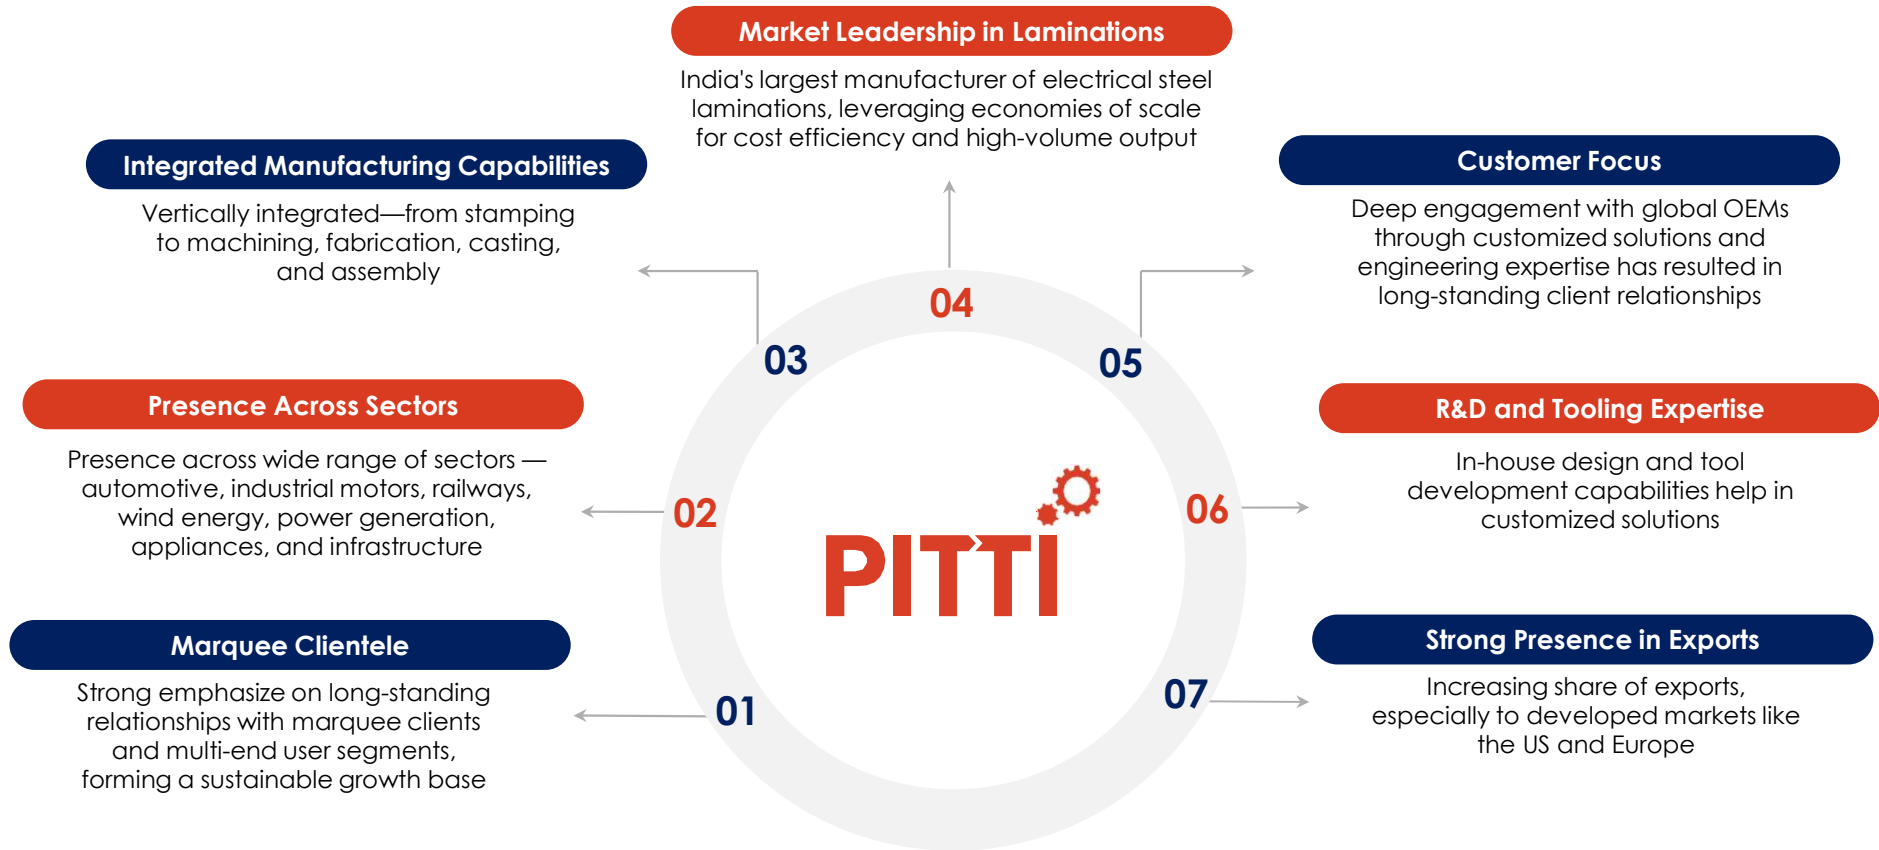 Market Leadership in Laminations
India's largest manufacturer of electrical steel
laminations, leveraging economies of scale
for cost efficiency and high-volume output
Integrated Manufacturing Capabilities
Vertically integrated—from stamping
to machining, fabrication, casting,
and assembly
Customer Focus
Deep engagement with global OEMs
through customized solutions and
engineering expertise has resulted in
long-standing client relationships
04
03
05
Presence Across Sectors
Presence across wide range of sectors —
automotive, industrial motors, railways,
wind energy, power generation,
appliances, and infrastructure
02
R&D and Tooling Expertise
In-house design and tool
development capabilities help in
customized solutions
06
PITTI
Marquee Clientele
Strong emphasize on long-standing
relationships with marquee clients
and multi-end user segments,
forming a sustainable growth base
01
Strong Presence in Exports
Increasing share of exports,
especially to developed markets like
the US and Europe
07